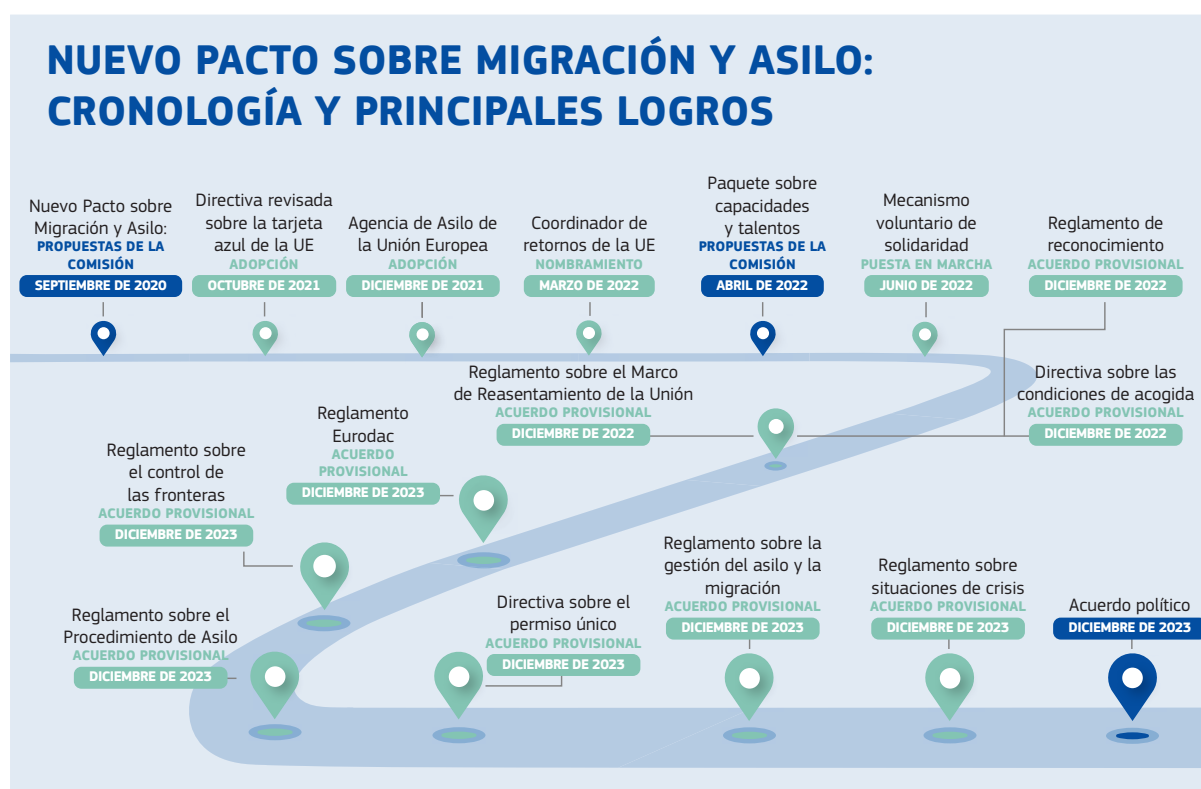 NUEVO PACTO SOBRE MIGRACIÓN Y ASILO:
CRONOLOGÍA Y PRINCIPALES LOGROS
Nuevo Pacto sobre
Migración y Asilo:
PROPUESTAS DE LA
COMISIÓN
SEPTIEMBRE DE 2020
Directiva revisada
sobre la tarjeta
azul de la UE
ADOPCIÓN
OCTUBRE DE 2021
Agencia de Asilo de
la Unión Europea
ADOPCIÓN
DICIEMBRE DE 2021
Coordinador de
retornos de la UE
NOMBRAMIENTO
MARZO DE 2022
Paquete sobre
capacidades
y talentos
PROPUESTAS DE LA
COMISIÓN
ABRIL DE 2022
Mecanismo
voluntario de
solidaridad
PUESTA EN MARCHA
JUNIO DE 2022
Reglamento de
reconocimiento
ACUERDO PROVISIONAL
DICIEMBRE DE 2022
Reglamento sobre el Marco
de Reasentamiento de la Unión
ACUERDO PROVISIONAL
DICIEMBRE DE 2022
Directiva sobre las
condiciones de acogida
ACUERDO PROVISIONAL
DICIEMBRE DE 2022
Reglamento
Eurodac
ACUERDO
PROVISIONAL
DICIEMBRE DE 2023
Reglamento sobre
el control de
las fronteras
ACUERDO PROVISIONAL
DICIEMBRE DE 2023
Reglamento sobre el
Procedimiento de Asilo
ACUERDO PROVISIONAL
DICIEMBRE DE 2023
Directiva sobre el
permiso único
ACUERDO PROVISIONAL
DICIEMBRE DE 2023
Reglamento sobre la
gestión del asilo y la
migración
ACUERDO PROVISIONAL
DICIEMBRE DE 2023
Reglamento sobre
situaciones de crisis
ACUERDO PROVISIONAL
DICIEMBRE DE 2023
Acuerdo político
DICIEMBRE DE 2023